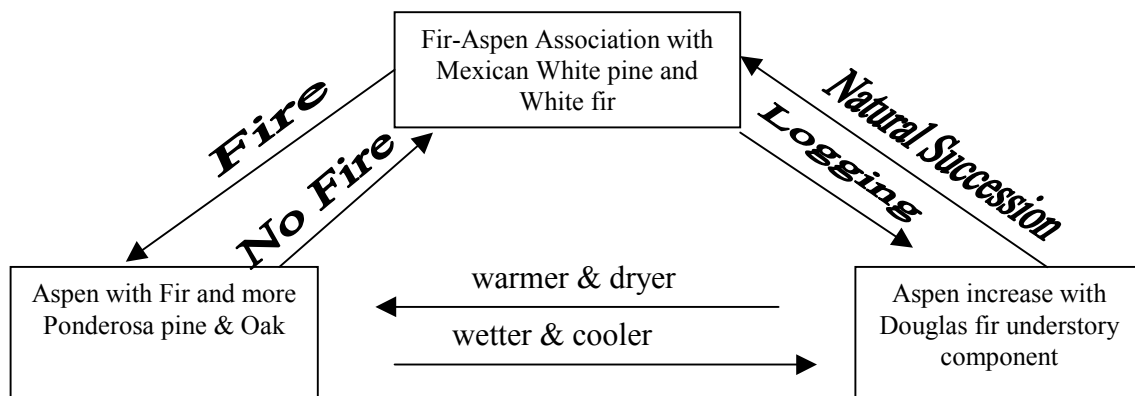 Fir-Aspen Association with
Mexican White pine and
White fir
Fire
No Fire
Logging
Natural Succession
Aspen with Fir and more
Ponderosa pine & Oak
warmer & dryer
wetter & cooler
Aspen increase with
Douglas fir understory
component